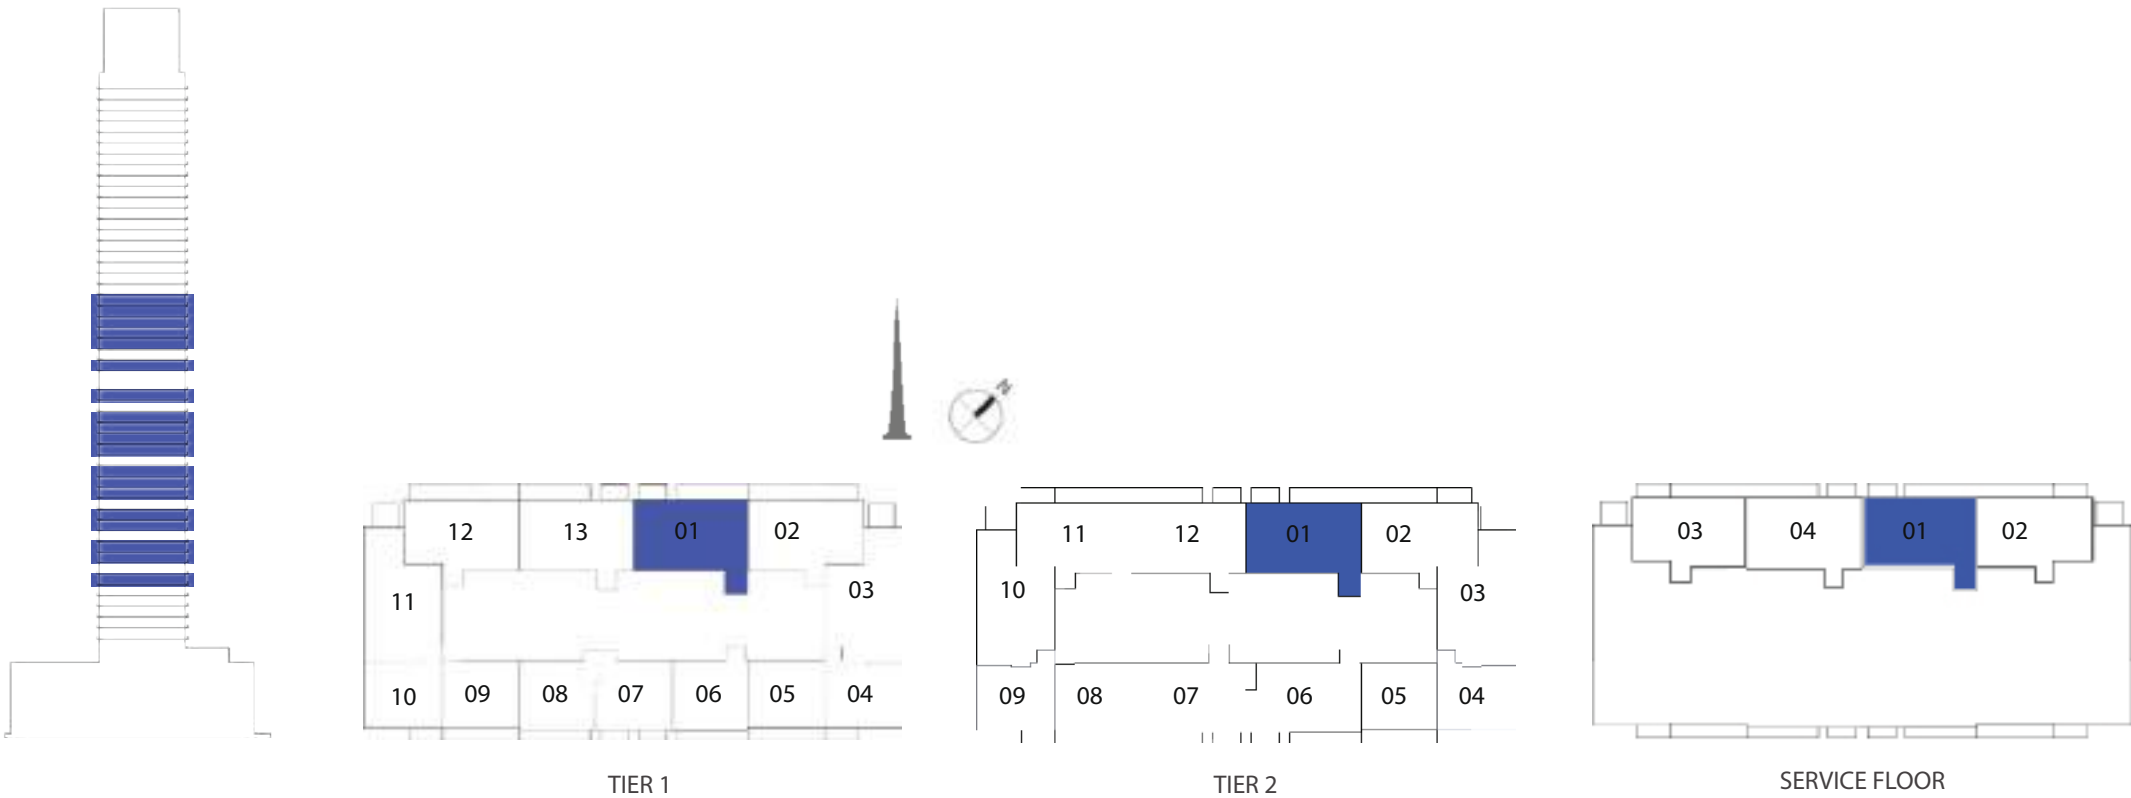 N
12 13 01 02
11 03
10 09 08 07 06 05 04
TIER 1
11 12 01 02
10 03
09 08 07 06 05 04
TIER 2
03 04 01 02
SERVICE FLOOR